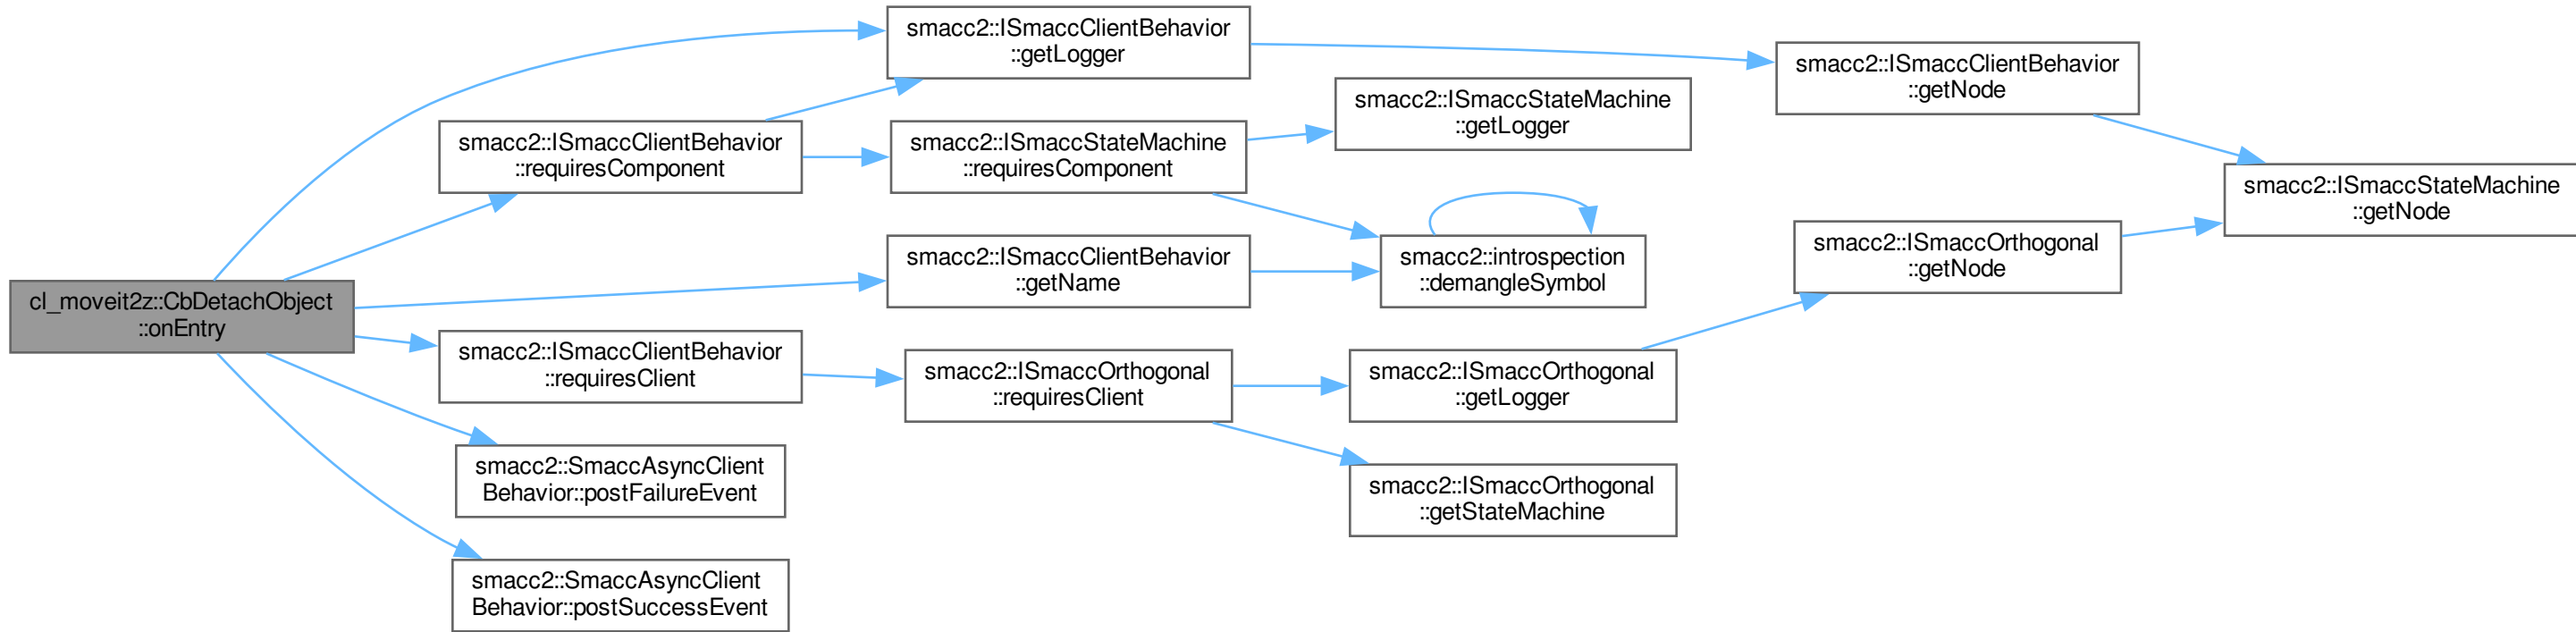 cl_moveit2z::CbDetachObject
::onEntry
smacc2::ISmaccClientBehavior
::getLogger
smacc2::ISmaccClientBehavior
::requiresComponent
smacc2::ISmaccClientBehavior
::getName
smacc2::ISmaccClientBehavior
::requiresClient
smacc2::SmaccAsyncClient
Behavior::postFailureEvent
smacc2::SmaccAsyncClient
Behavior::postSuccessEvent
smacc2::ISmaccStateMachine
::requiresComponent
smacc2::ISmaccOrthogonal
::requiresClient
smacc2::ISmaccStateMachine
::getLogger
smacc2::introspection
::demangleSymbol
smacc2::ISmaccOrthogonal
::getLogger
smacc2::ISmaccOrthogonal
::getStateMachine
smacc2::ISmaccClientBehavior
::getNode
smacc2::ISmaccOrthogonal
::getNode
smacc2::ISmaccStateMachine
::getNode